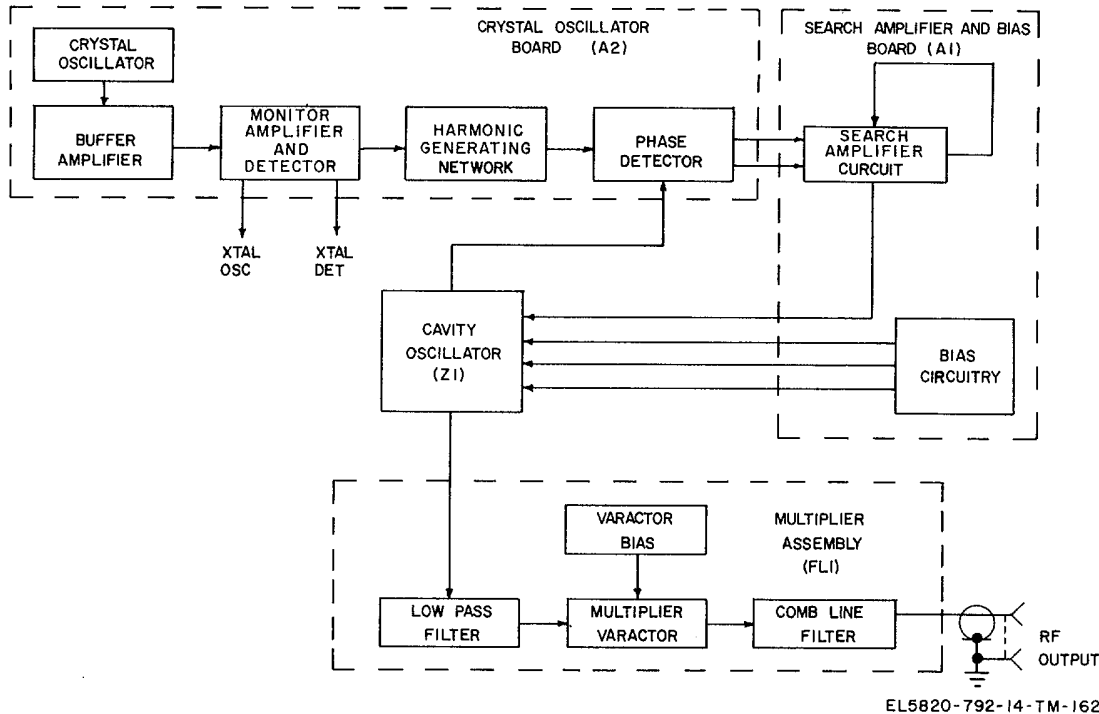 CRYSTAL OSCILLATOR
BOARD (A2)
SEARCH AMPLIFIER AND BIAS
BOARD (A1)
CRYSTAL
OSCILLATOR
BUFFER
AMPLIFIER
MONITOR
AMPLIFIER
AND
DETECTOR
HARMONIC
GENERATING
NETWORK
PHASE
DETECTOR
SEARCH
AMPLIFIER
CURCUIT
XTAL
OSC
XTAL
DET
CAVITY
OSCILLATOR
(Z1)
BIAS
CIRCUITRY
VARACTOR
BIAS
MULTIPLIER
ASSEMBLY
(FL1)
LOW PASS
FILTER
MULTIPLIER
VARACTOR
COMB LINE
FILTER
RF
OUTPUT
EL5820-792-14-TM-162